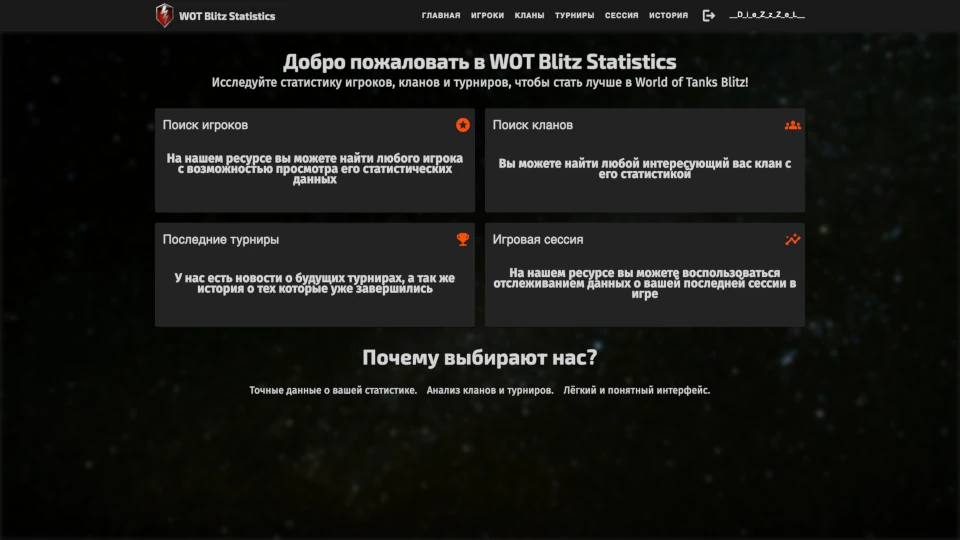 WOT Blitz Statistics
ГЛАВНАЯ ИГРОКИ КЛАНЫ ТУРНИРЫ СЕССИЯ ИСТОРИЯ __D_i_e_Z_z_Z_e_L__
Добро пожаловать в WOT Blitz Statistics
Исследуйте статистику игроков, кланов и турниров, чтобы стать лучше в World of Tanks Blitz!
Поиск игроков
На нашем ресурсе вы можете найти любого игрока
с возможностью просмотра его статистических
данных
Поиск кланов
Вы можете найти любой интересующий вас клан с
его статистикой
Последние турниры
У нас есть новости о будущих турнирах, а так же
история о тех которые уже завершились
Игровая сессия
На нашем ресурсе вы можете воспользоваться
отслеживанием данных о вашей последней сессии в
игре
Почему выбирают нас?
Точные данные о вашей статистике. Анализ кланов и турниров. Лёгкий и понятный интерфейс.